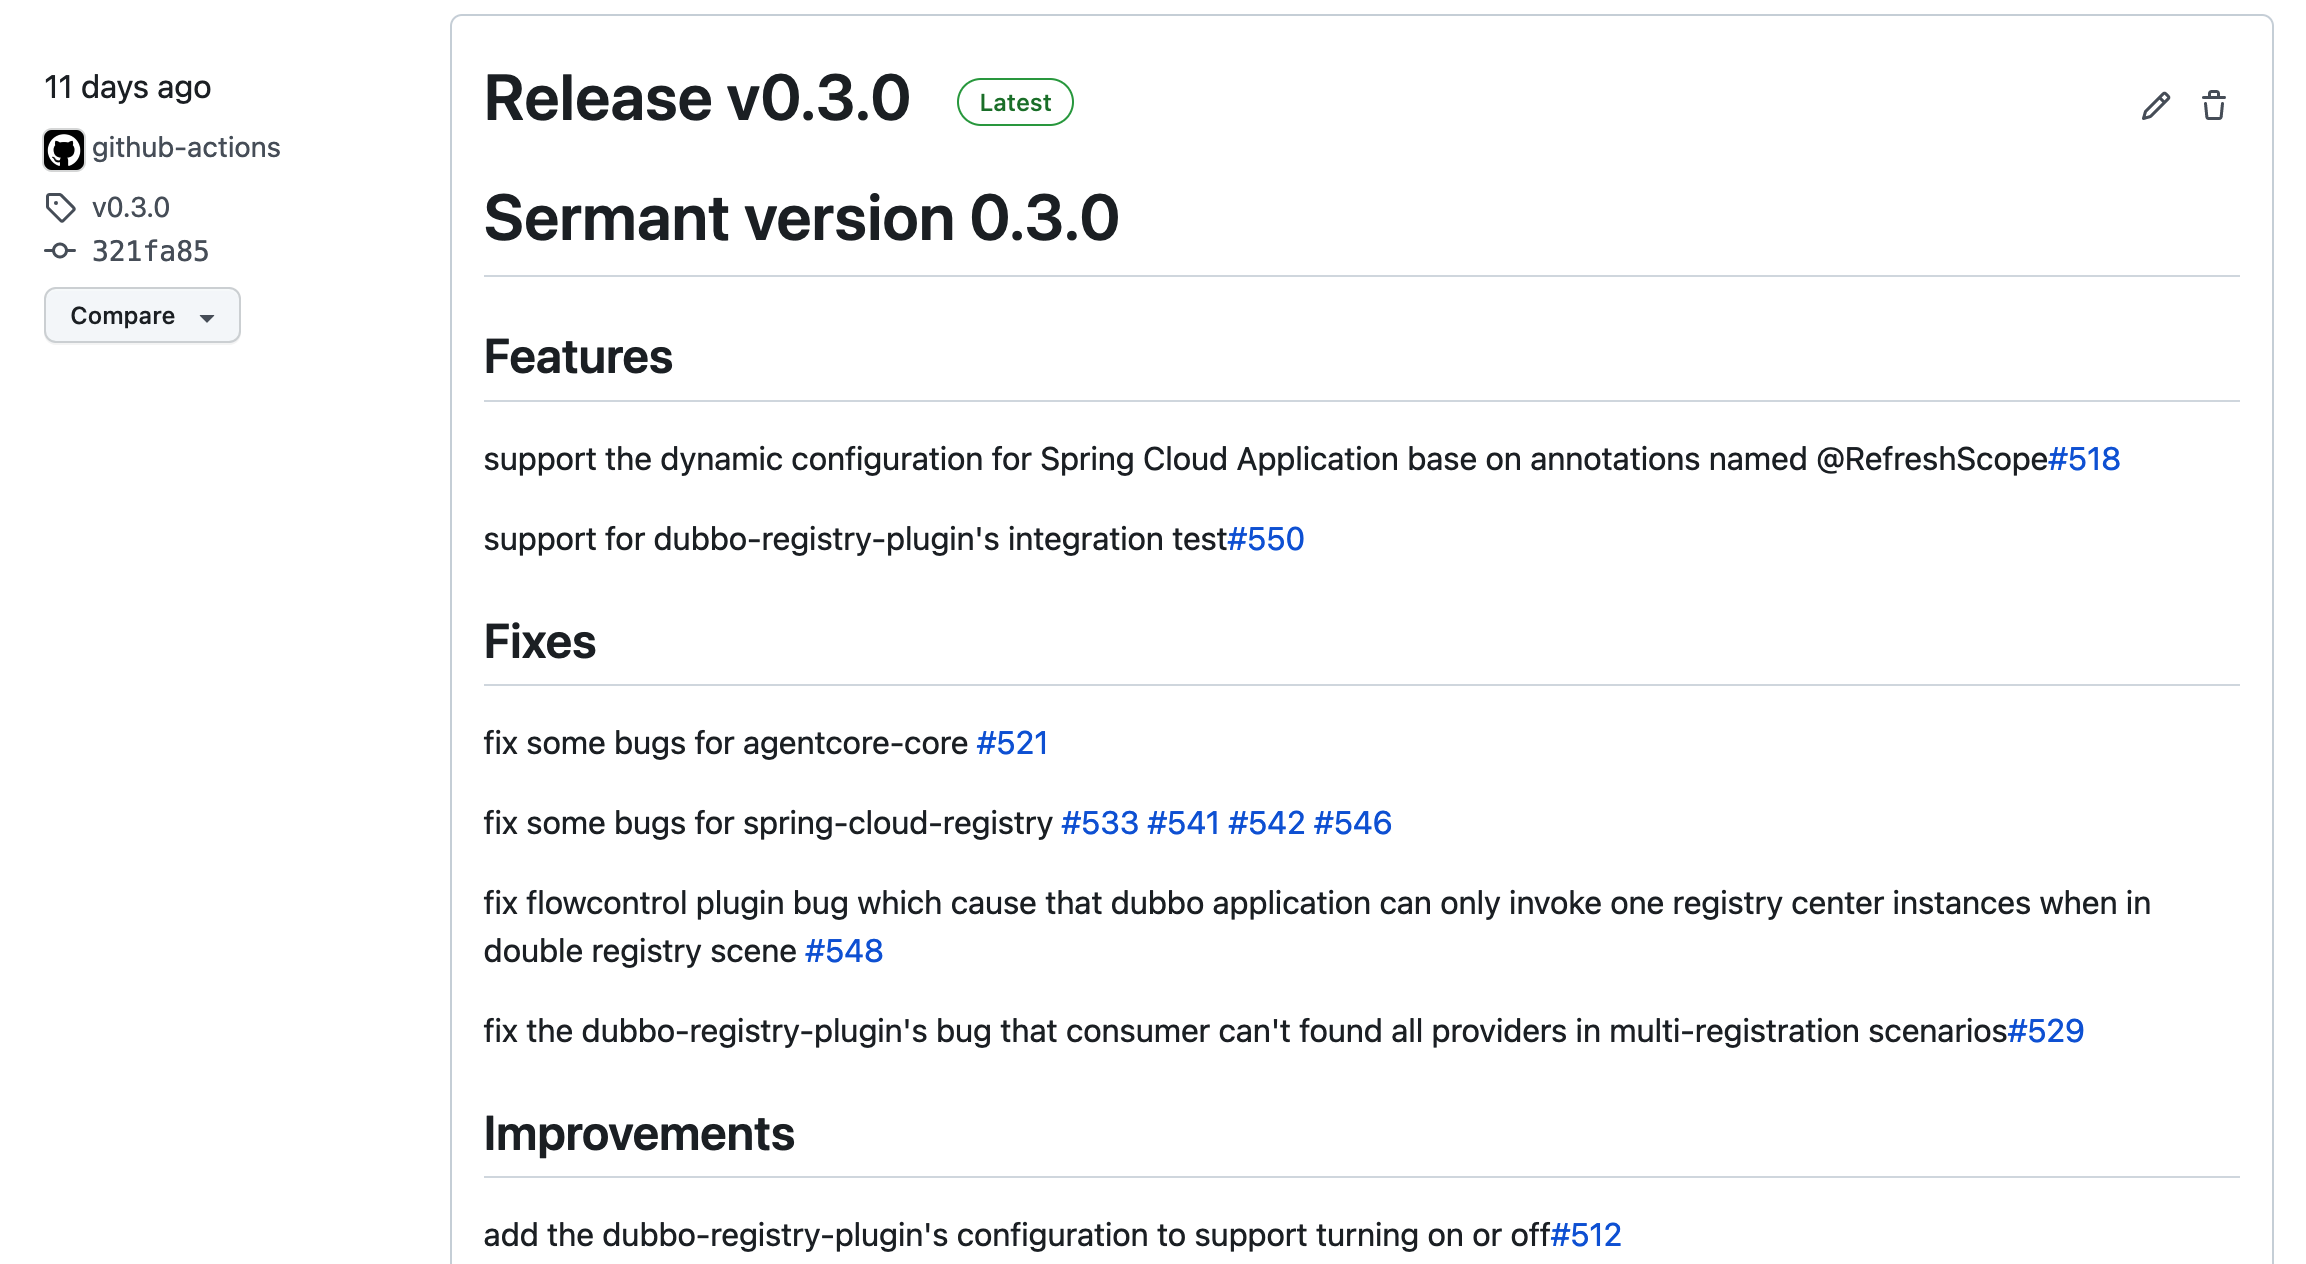 11 days ago
github-actions
v0.3.0
321fa85
Compare
Release v0.3.0 Latest
Sermant version 0.3.0
Features
support the dynamic configuration for Spring Cloud Application base on annotations named @RefreshScope#518
support for dubbo-registry-plugin's integration test#550
Fixes
fix some bugs for agentcore-core #521
fix some bugs for spring-cloud-registry #533 #541 #542 #546
fix flowcontrol plugin bug which cause that dubbo application can only invoke one registry center instances when in
double registry scene #548
fix the dubbo-registry-plugin's bug that consumer can't found all providers in multi-registration scenarios#529
Improvements
add the dubbo-registry-plugin's configuration to support turning on or off#512